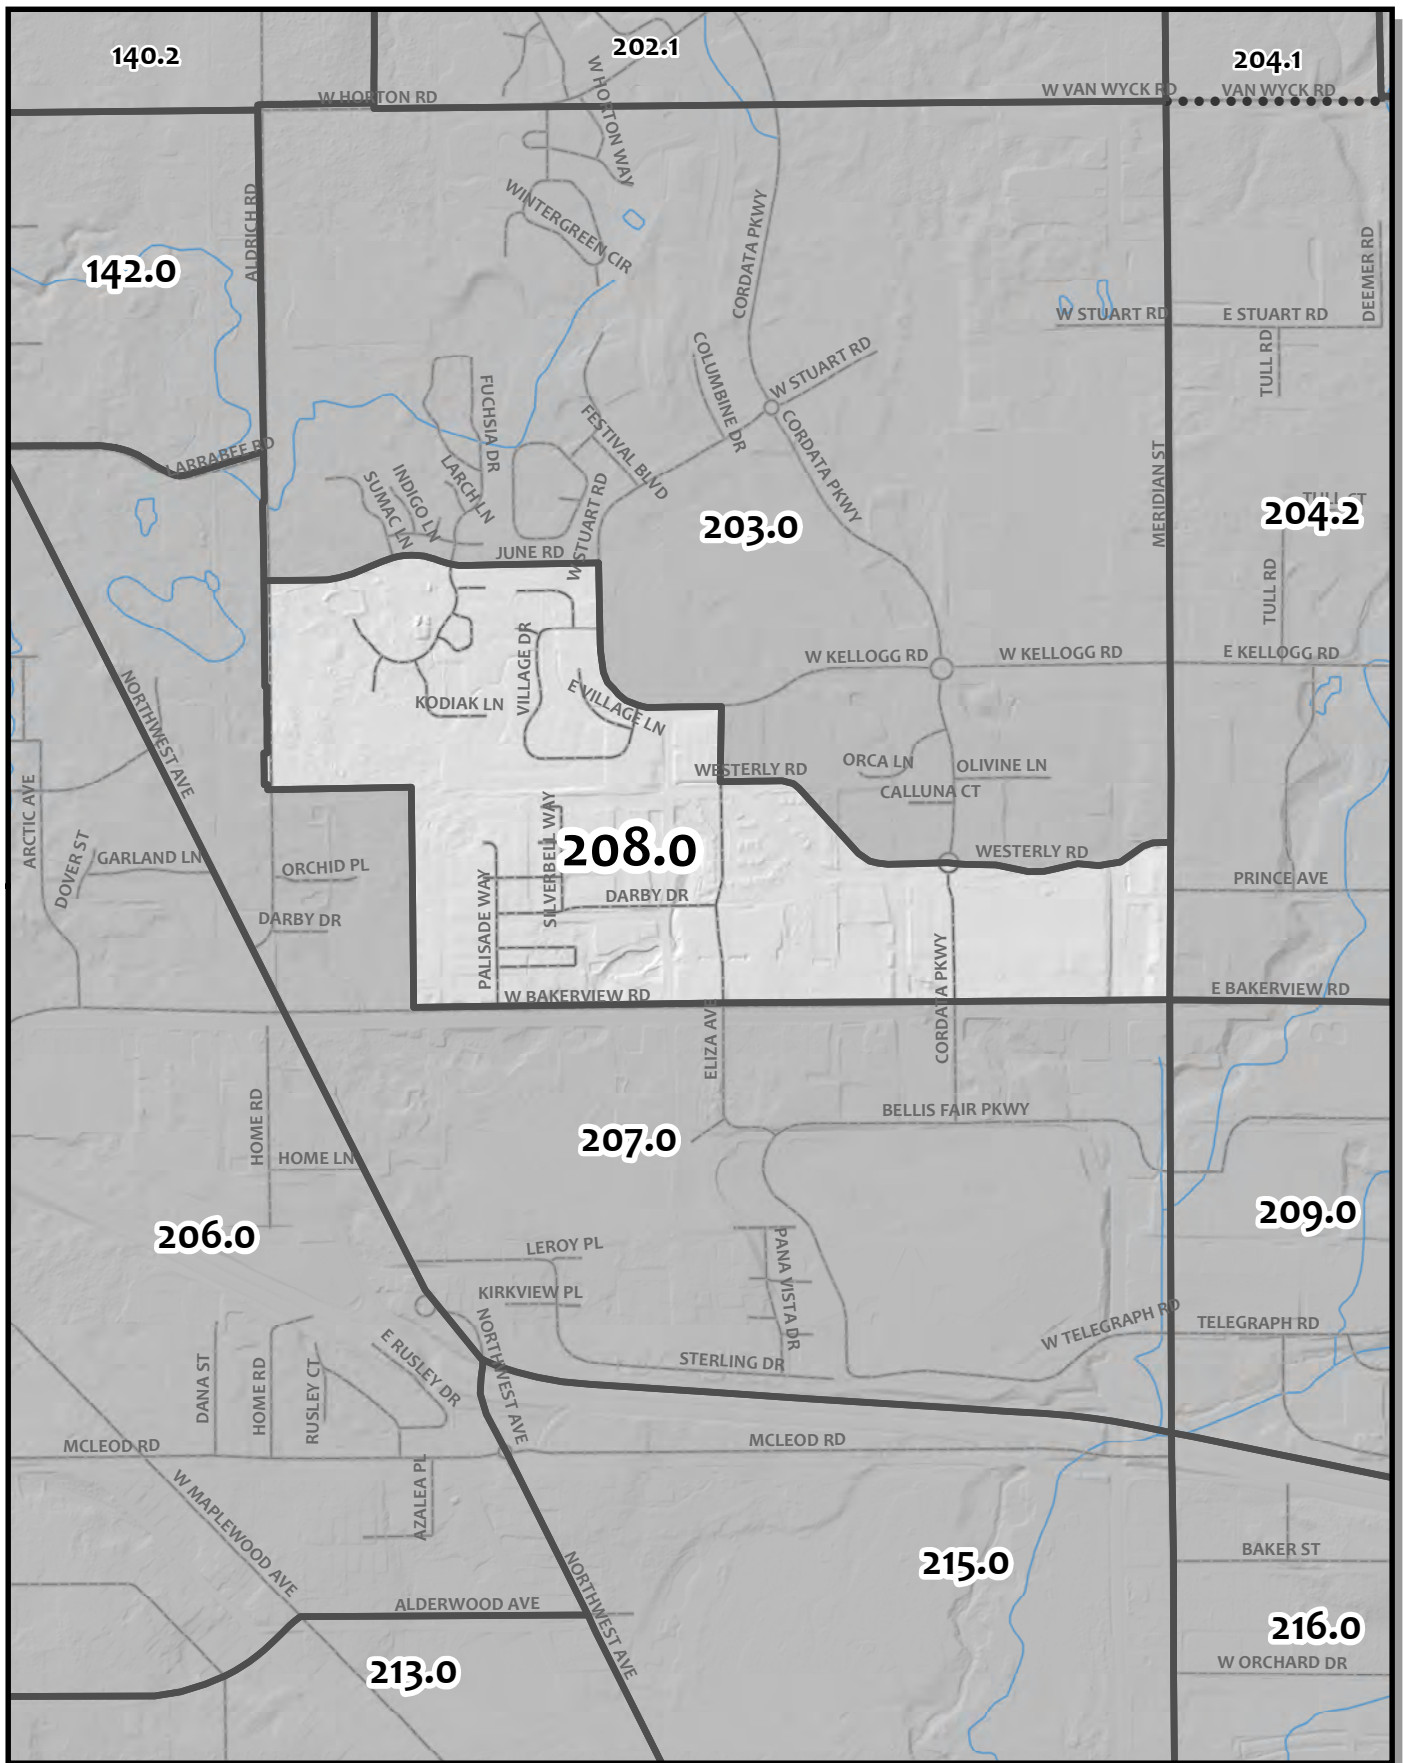 140.2
202.1
204.1
W HORTON RD
W HORTON WAY
W VAN WYCK RD
VAN WYCK RD
ALDRICH RD
WINTERGREEN CIR
CORDATA PKWY
142.0
DEEMER RD
W STUART RD
E STUART RD
TULL RD
COLUMBINE DR
W STUART RD
FUCHSIA DR
FESTIVAL BLVD
CORDATA PKWY
LARRABEE RD
SUMAC LN
INDIGO LN
LARCH LN
W STUART RD
MERIDIAN ST
203.0
TULL CT
204.2
JUNE RD
TULL RD
VILLAGE DR
W KELLOGG RD
W KELLOGG RD
E KELLOGG RD
NORTHWEST AVE
KODIAK LN
E VILLAGE LN
WESTERLY RD
ORCA LN
OLIVINE LN
CALLUNA CT
ARCTIC AVE
DOVER ST
GARLAND LN
ORCHID PL
SILVERBELL WAY
208.0
WESTERLY RD
PRINCE AVE
PALISADE WAY
DARBY DR
DARBY DR
CORDATA PKWY
W BAKERVIEW RD
E BAKERVIEW RD
ELIZA AVE
HOME RD
HOME LN
207.0
BELLIS FAIR PKWY
206.0
209.0
LEROY PL
KIRKVIEW PL
PANA VISTA DR
W TELEGRAPH RD
TELEGRAPH RD
NORTHWEST AVE
E RUSLEY DR
STERLING DR
DANA ST
HOME RD
RUSLEY CT
MCLEOD RD
MCLEOD RD
W MAPLEWOOD AVE
AZALEA PL
215.0
BAKER ST
NORTHWEST AVE
ALDERWOOD AVE
216.0
213.0
W ORCHARD DR